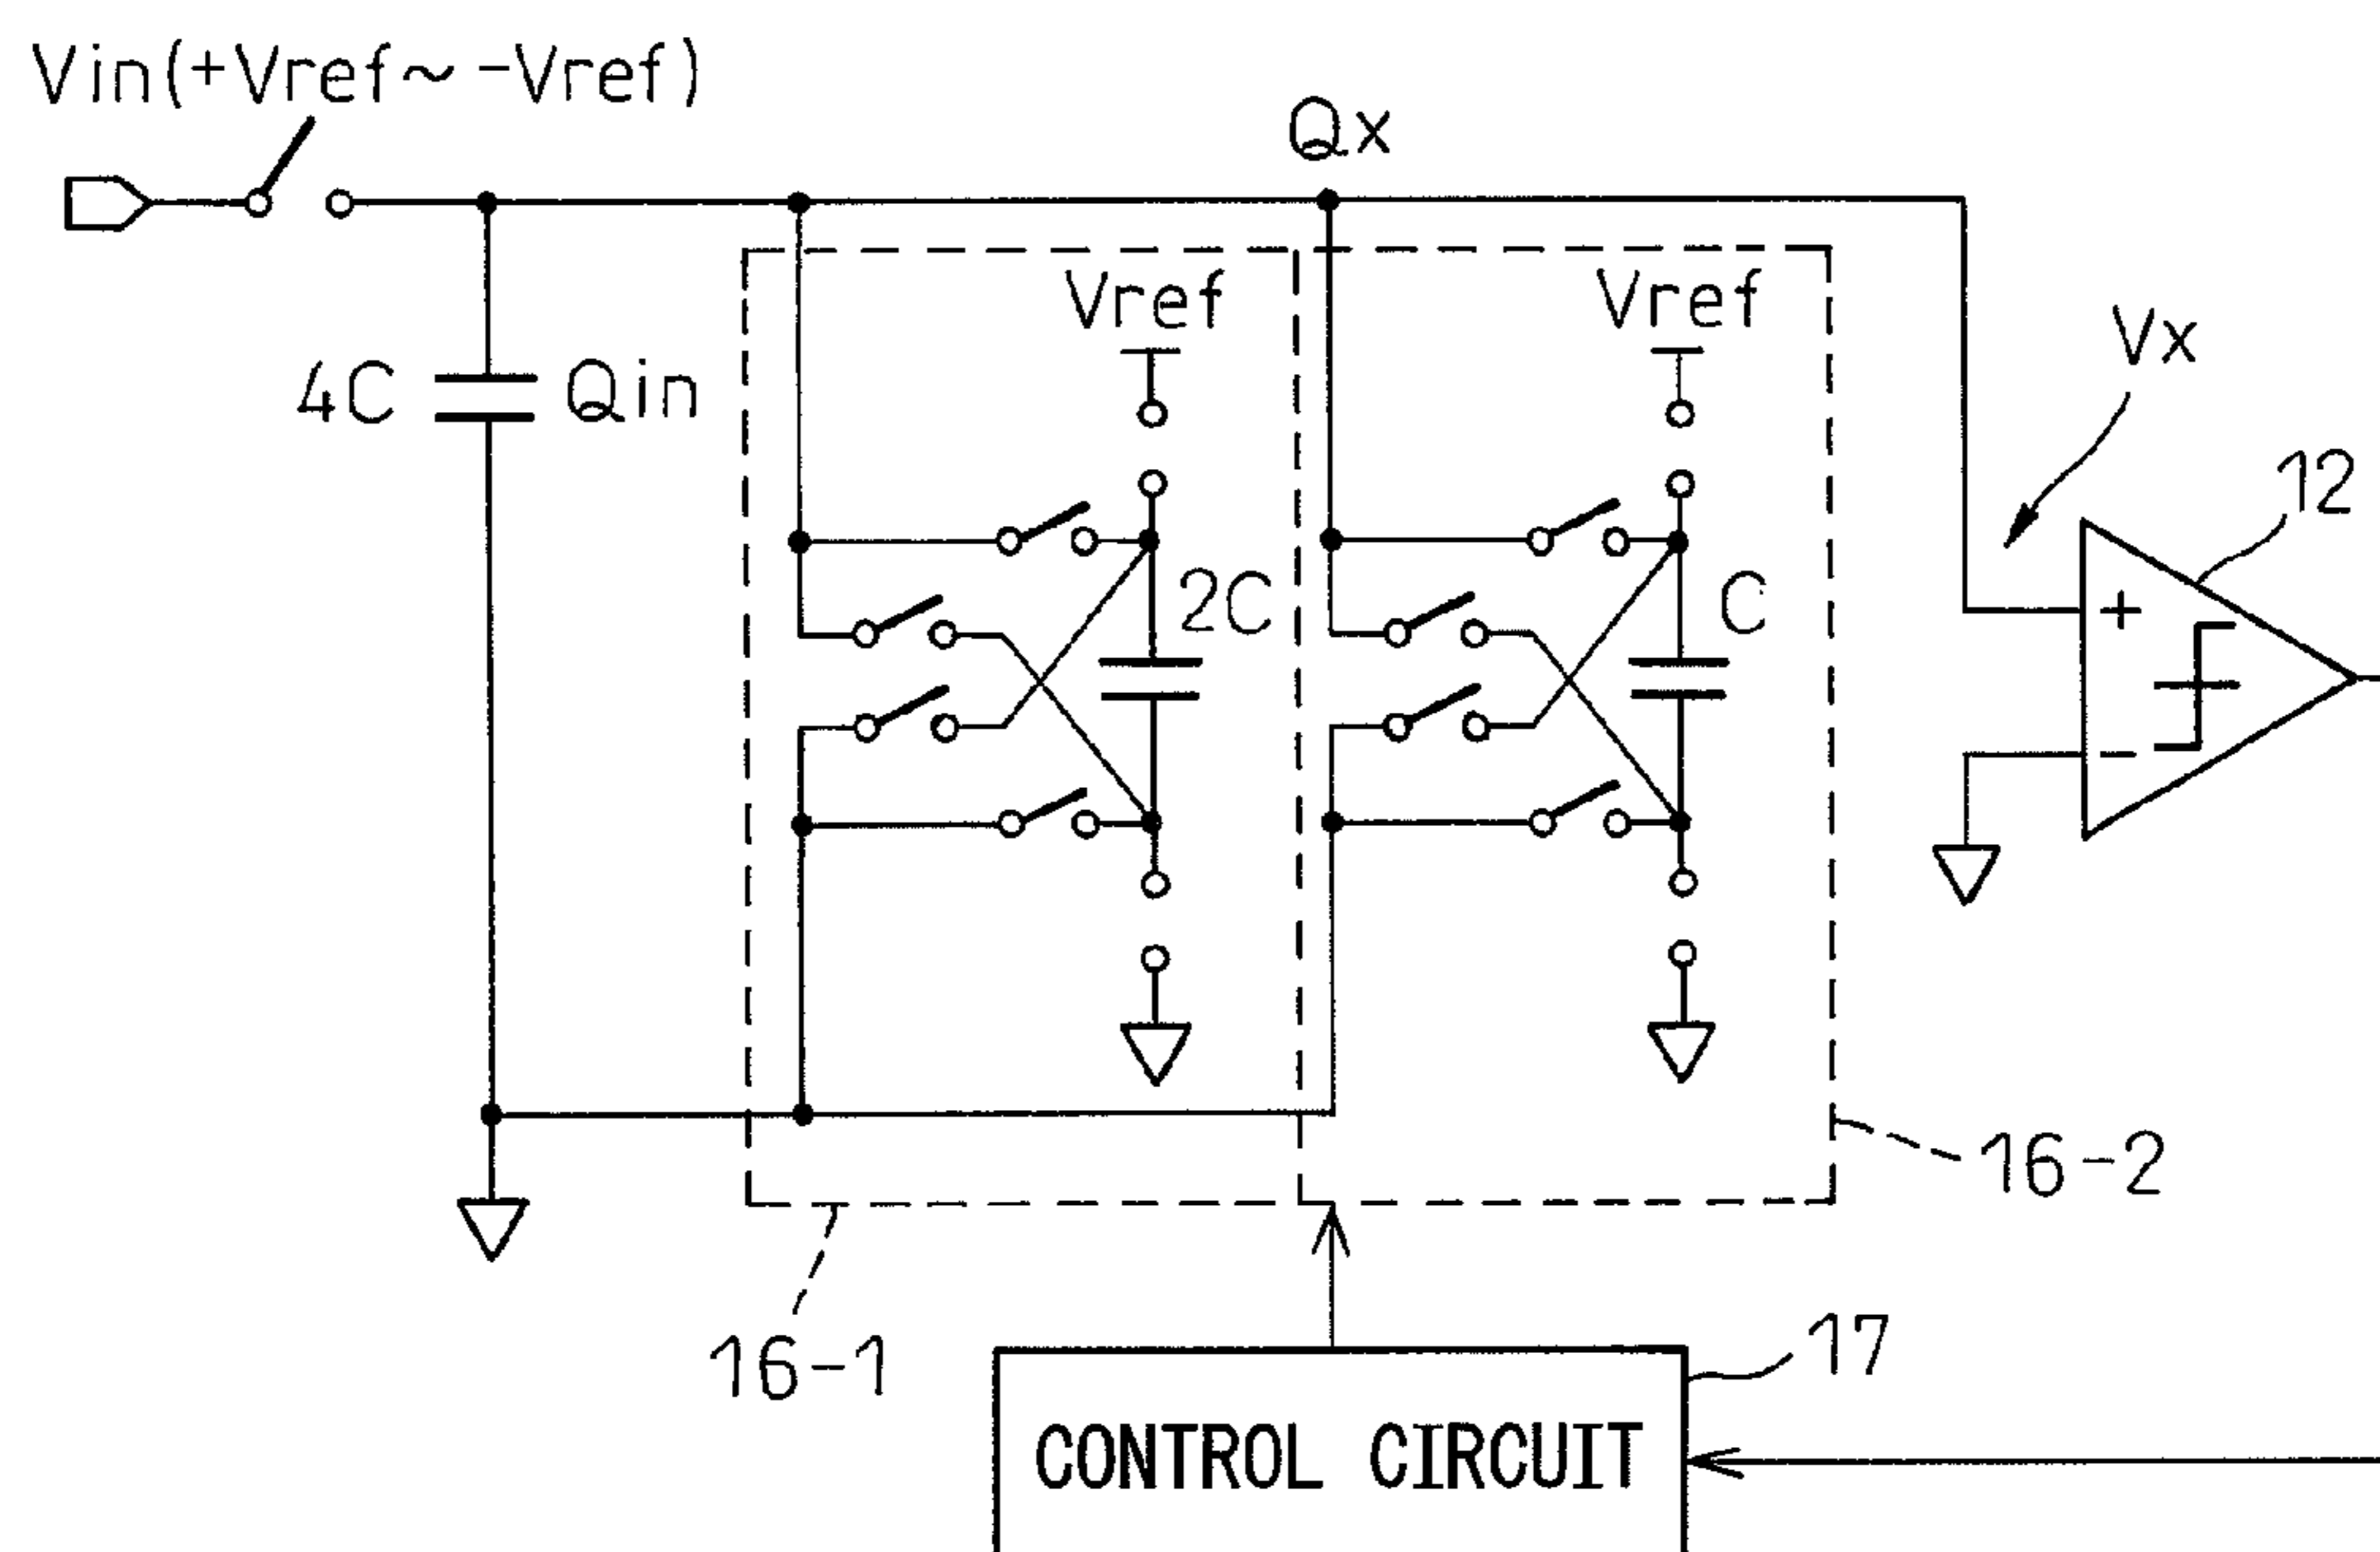 Vin(+Vref~ -Vref)
Qx
Vref
Vref
Vx
4C
Qin
12
2C
C
+
-
16-2
16-1
17
CONTROL CIRCUIT